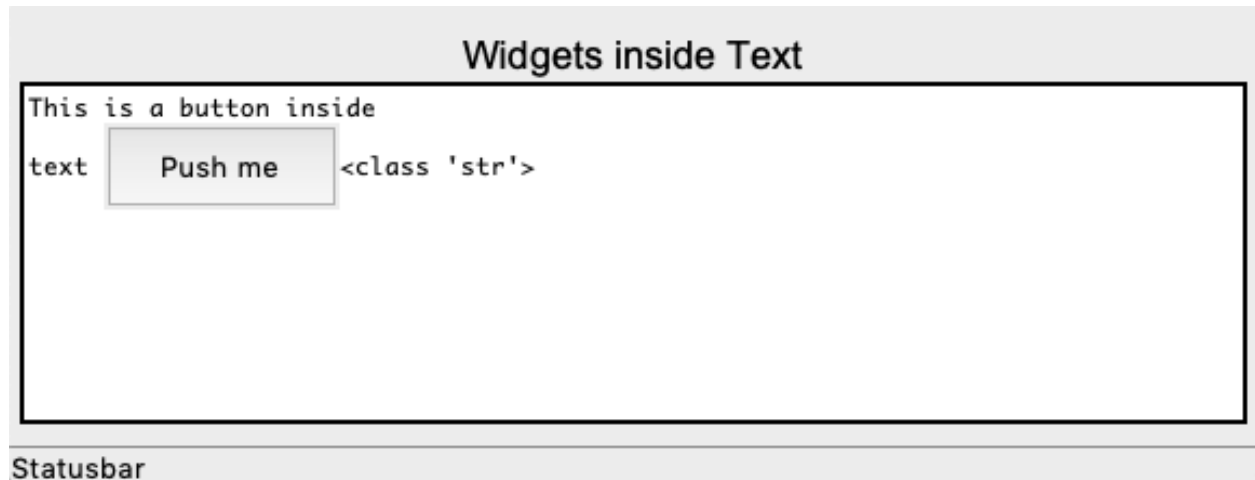 Widgets inside Text
This is a button inside
text Push me <class 'str'>
Statusbar